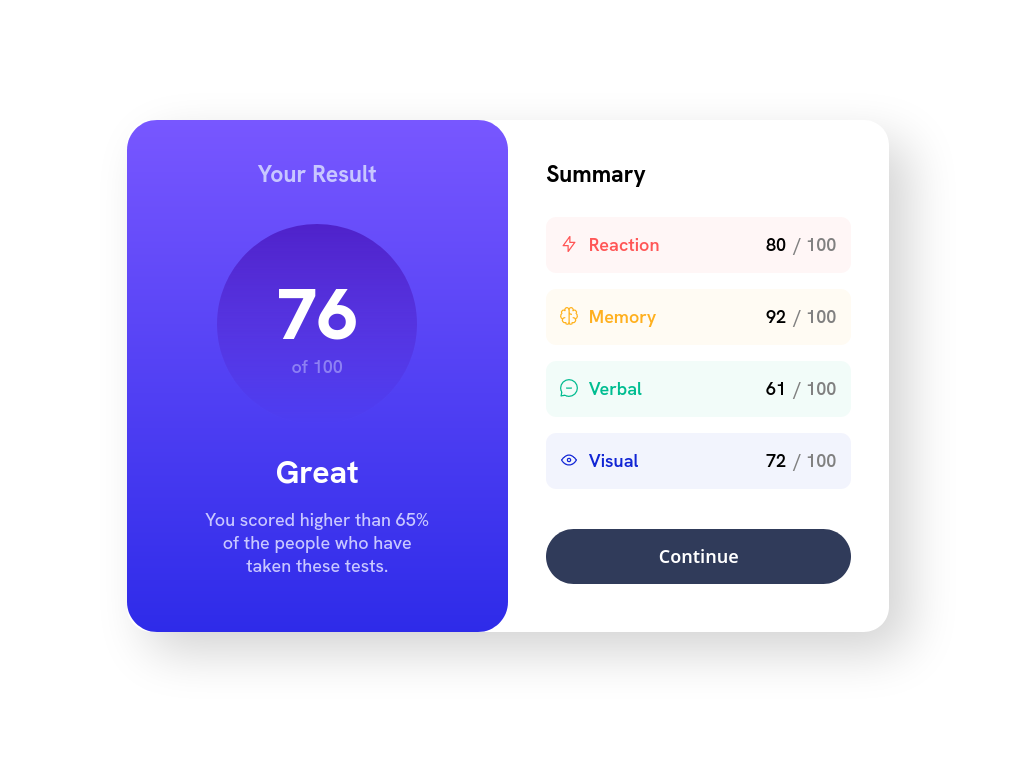 Your Result
76
of 100
Great
You scored higher than 65%
of the people who have
taken these tests.
Summary
Reaction 80 / 100
Memory 92 / 100
Verbal 61 / 100
Visual 72 / 100
Continue